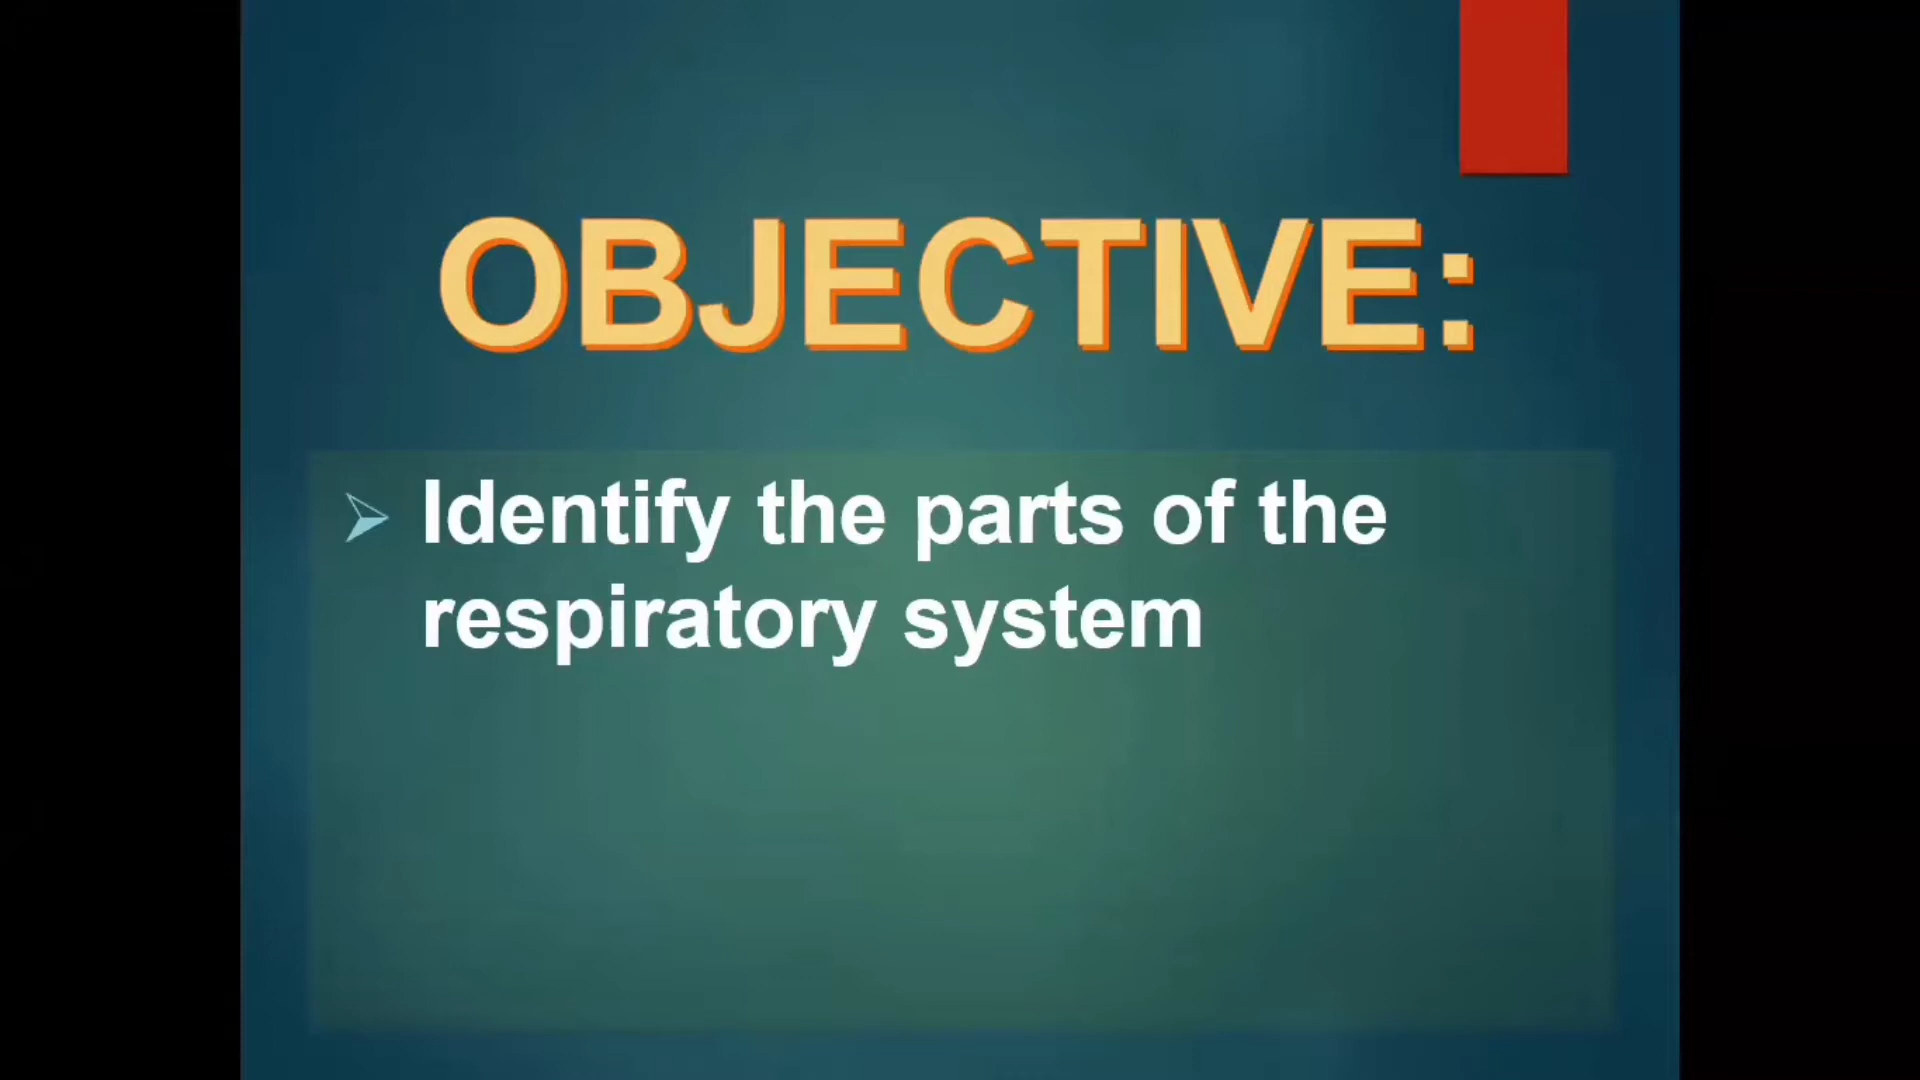 OBJECTIVE:
➢ Identify the parts of the
respiratory system